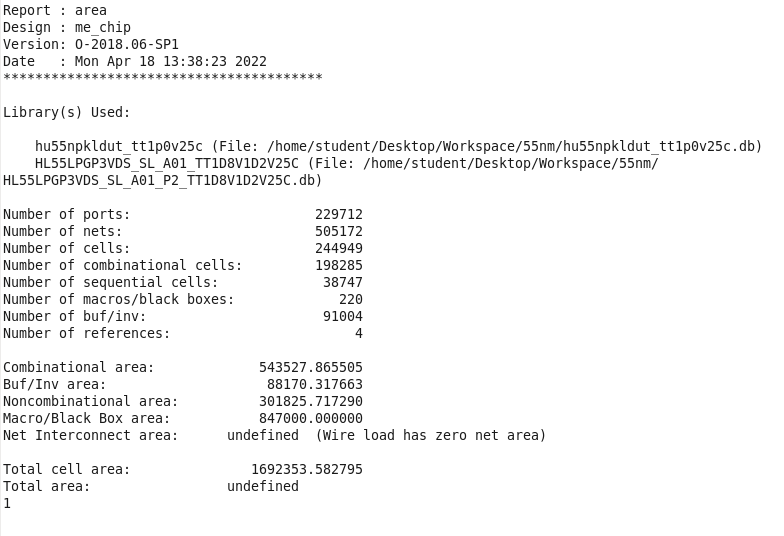 Report : area
Design : me_chip
Version: O-2018.06-SP1
Date   : Mon Apr 18 13:38:23 2022
****************************************
Library(s) Used:
hu55npkldut_tt1p0v25c (File: /home/student/Desktop/Workspace/55nm/hu55npkldut_tt1p0v25c.db)
HL55LPGP3VDS_SL_A01_TT1D8V1D2V25C (File: /home/student/Desktop/Workspace/55nm/
HL55LPGP3VDS_SL_A01_P2_TT1D8V1D2V25C.db)
Number of ports: 229712
Number of nets: 505172
Number of cells: 244949
Number of combinational cells: 198285
Number of sequential cells: 38747
Number of macros/black boxes: 220
Number of buf/inv: 91004
Number of references: 4
Combinational area: 543527.865505
Buf/Inv area: 88170.317663
Noncombinational area: 301825.717290
Macro/Black Box area: 847000.000000
Net Interconnect area: undefined (Wire load has zero net area)
Total cell area: 1692353.582795
Total area: undefined
1